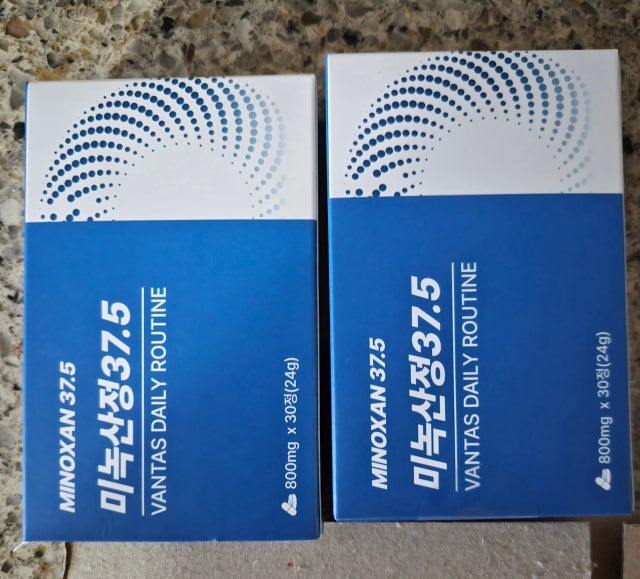 MINOXAN 37.5
미녹산정37.5
VANTAS DAILY ROUTINE
800mg x 30정(24g)
MINOXAN 37.5
미녹산정37.5
VANTAS DAILY ROUTINE
800mg x 30정(24g)